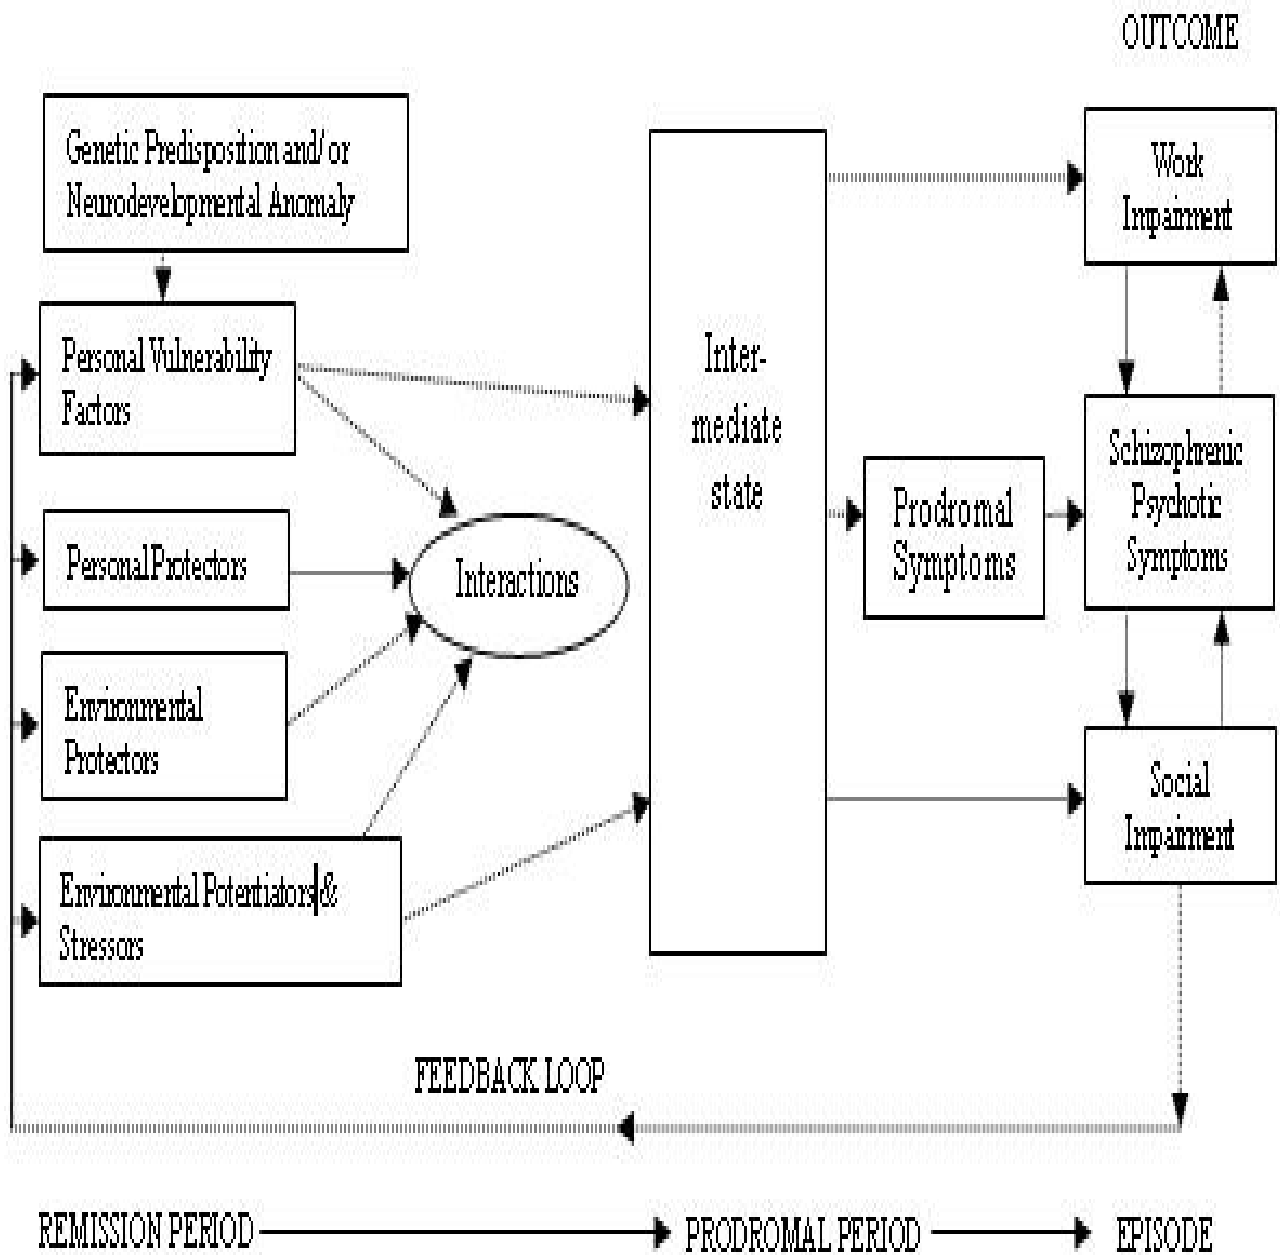 OUTCOME
Genetic Predisposition and/ or
Neurodevelopmental Anomaly
Work
Impairment
Personal Vulnerability
Factors
Inter-
mediate
state
Schizophrenic
Psychotic
Symptoms
Prodromal
Symptoms
Personal Protectors
Interactions
Environmental
Protectors
Social
Impairment
Environmental Potentiators &
Stressors
FEEDBACK LOOP
REMISSION PERIOD
PRODROMAL PERIOD
EPISODE